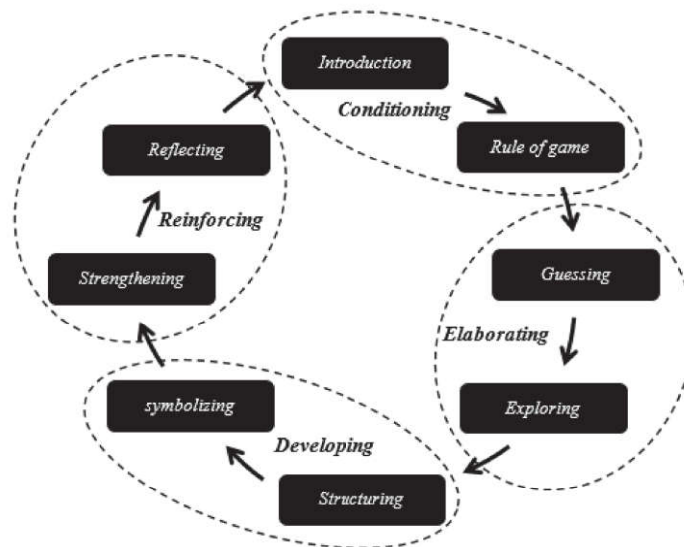 Introduction
Conditioning
Rule of game
Guessing
Elaborating
Exploring
Structuring
Developing
symbolizing
Strengthening
Reinforcing
Reflecting